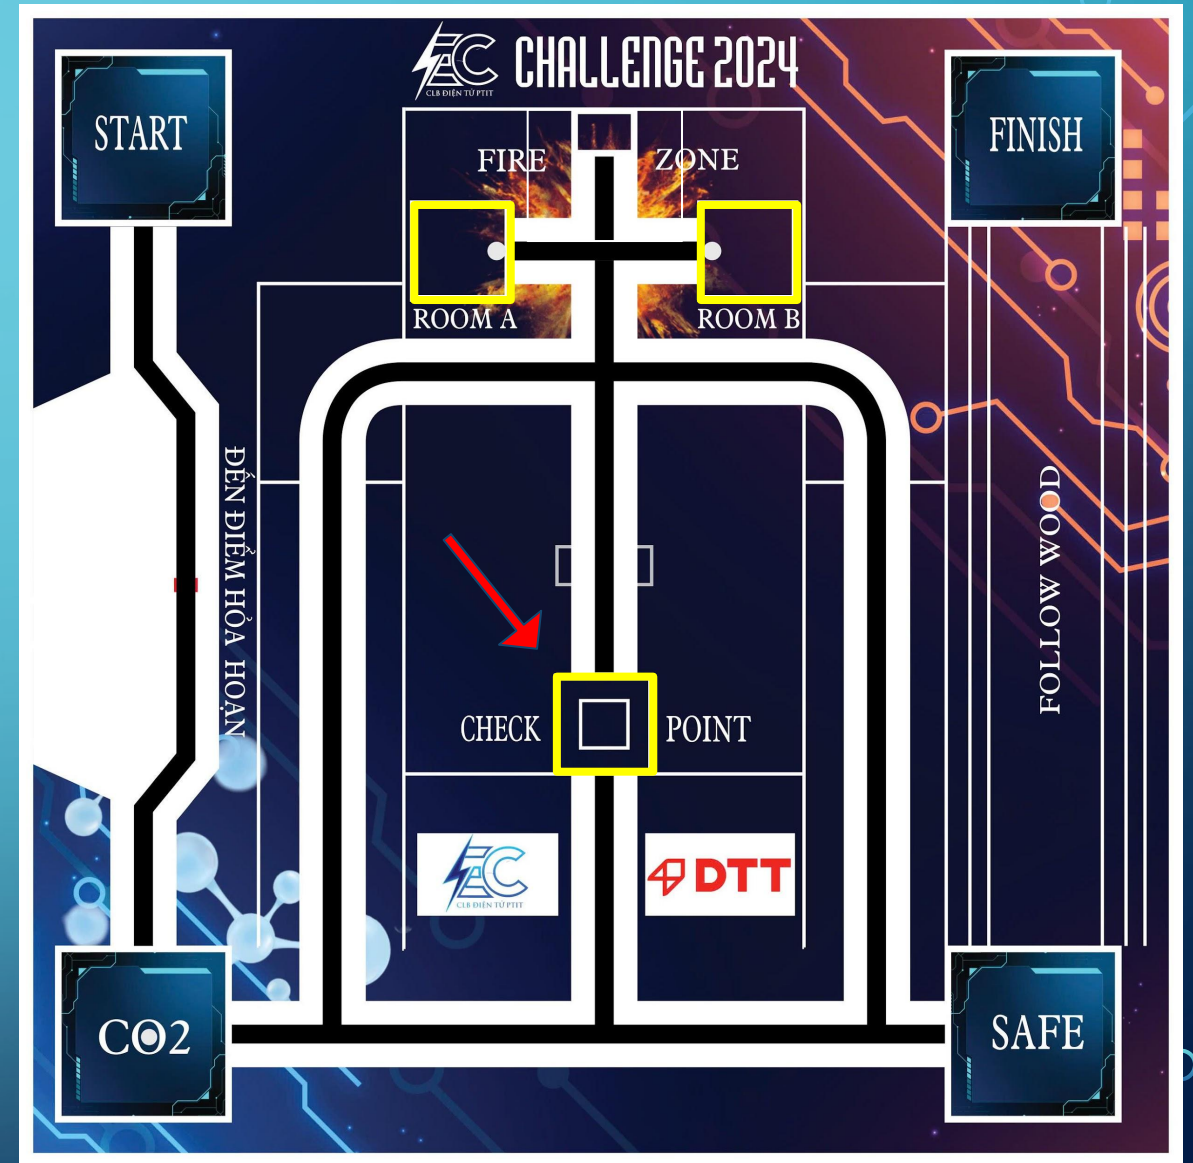 CHALLENGE 2024
CLB ĐIỆN TỬ PTIT
START
FINISH
FIRE ZONE
ROOM A
ROOM B
ĐẾN ĐIỂM HỎA HOẠN
FOLLOW WOOD
CHECK POINT
CLB ĐIỆN TỬ PTIT
DTT
CO2
SAFE